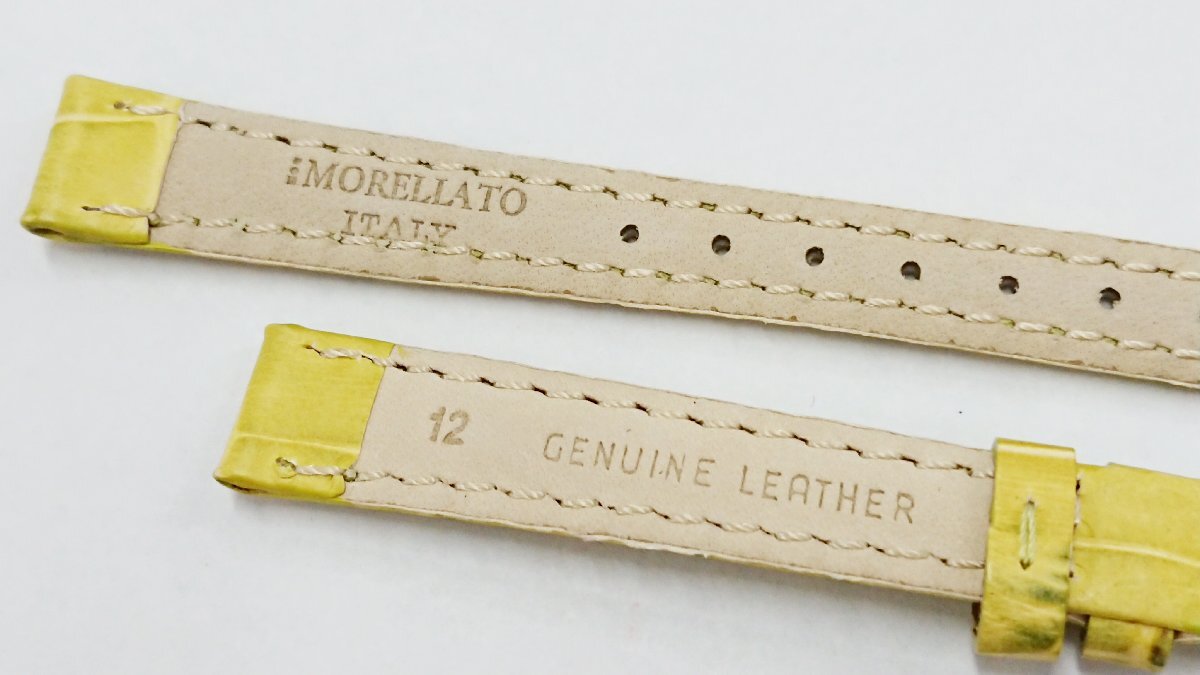 MORELLATO
ITALY
12
GENUINE LEATHER